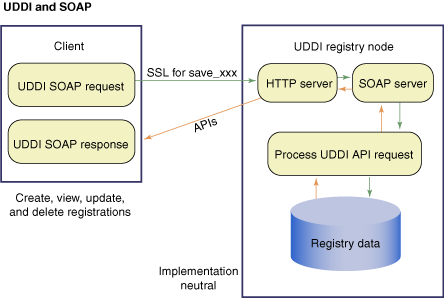 UDDI and SOAP
Client
UDDI SOAP request
UDDI SOAP response
Create, view, update,
and delete registrations
SSL for save_xxx
APIs
UDDI registry node
HTTP server
SOAP server
Process UDDI API request
Registry data
Implementation
neutral